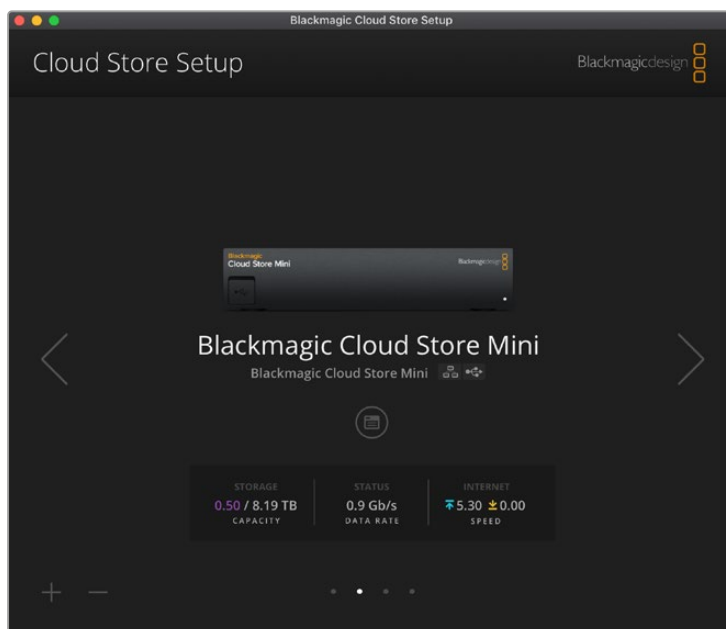 Blackmagic Cloud Store Setup
Cloud Store Setup
Blackmagicdesign
Blackmagic
Cloud Store Mini
Blackmagicdesign
Blackmagic Cloud Store Mini
Blackmagic Cloud Store Mini
STORAGE STATUS INTERNET
0.50 / 8.19 TB 0.9 Gb/s 5.30 0.00
CAPACITY DATA RATE SPEED